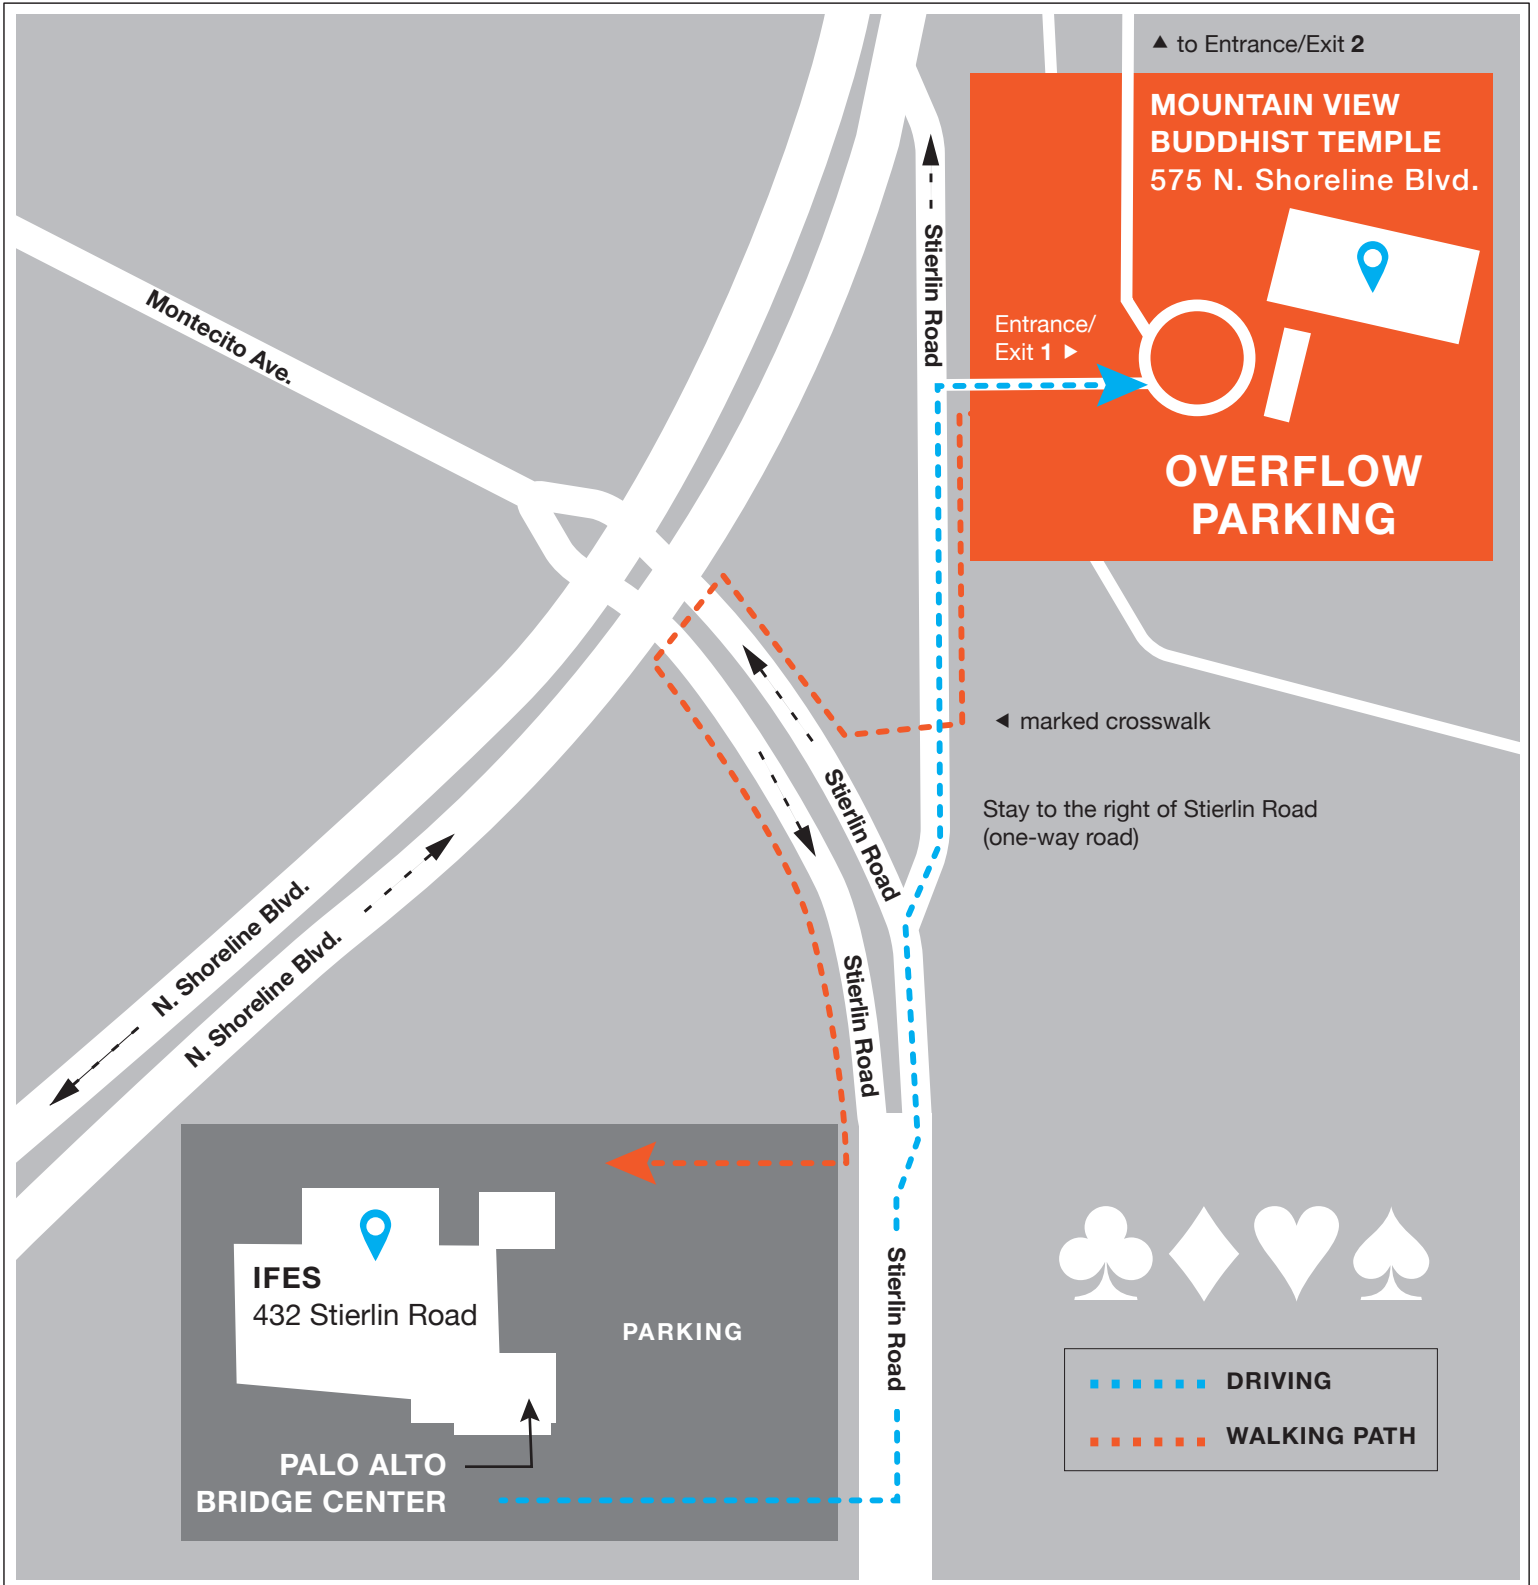 ▲ to Entrance/Exit 2
MOUNTAIN VIEW
BUDDHIST TEMPLE
575 N. Shoreline Blvd.
Stierlin Road
Montecito Ave.
Entrance/
Exit 1 ►
OVERFLOW
PARKING
◄ marked crosswalk
Stierlin Road
Stay to the right of Stierlin Road
(one-way road)
N. Shoreline Blvd.
N. Shoreline Blvd.
Stierlin Road
IFES
432 Stierlin Road
PARKING
Stierlin Road
PALO ALTO
BRIDGE CENTER
DRIVING
WALKING PATH